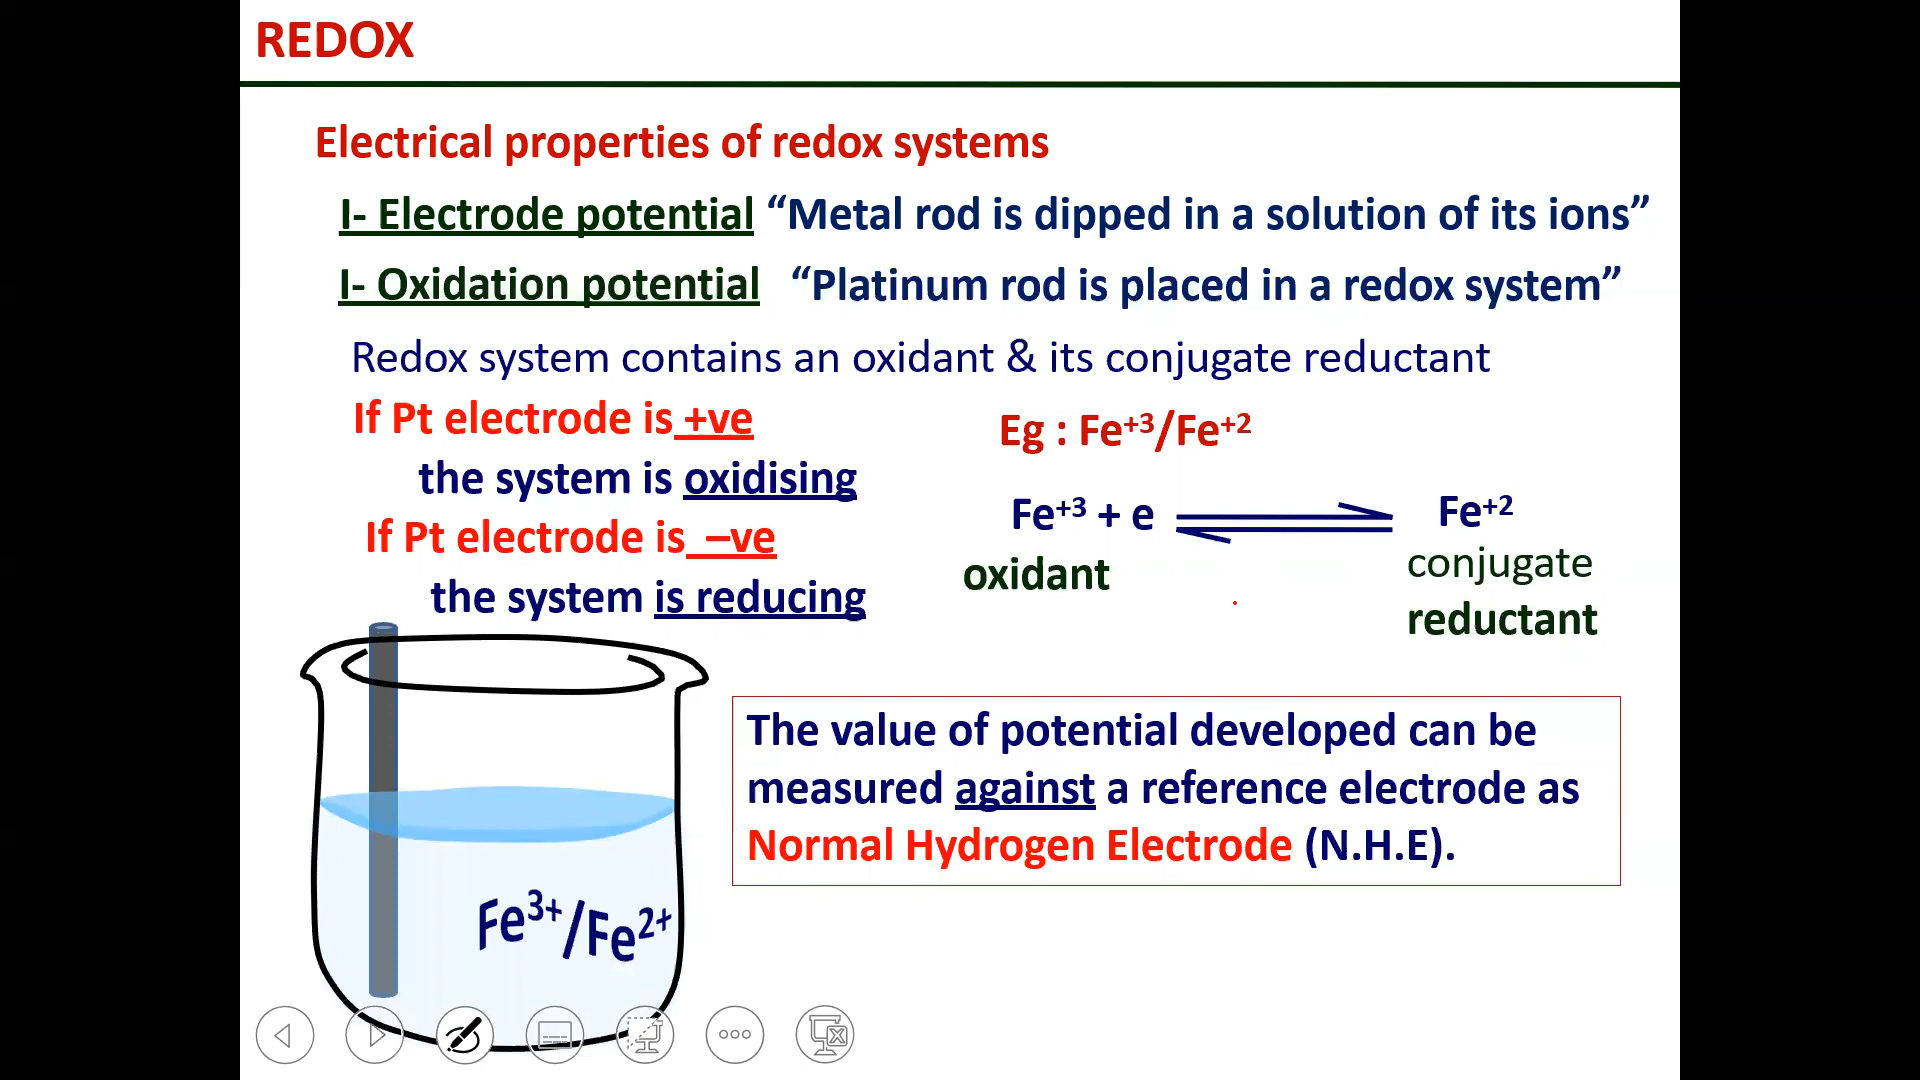 REDOX
Electrical properties of redox systems
I- Electrode potential “Metal rod is dipped in a solution of its ions”
I- Oxidation potential “Platinum rod is placed in a redox system”
Redox system contains an oxidant & its conjugate reductant
If Pt electrode is +ve
the system is oxidising
If Pt electrode is –ve
the system is reducing
Eg : Fe⁺³/Fe⁺²
Fe⁺³ + e ⇌ Fe⁺²
oxidant
conjugate
reductant
The value of potential developed can be
measured against a reference electrode as
Normal Hydrogen Electrode (N.H.E).
Fe³⁺/Fe²⁺